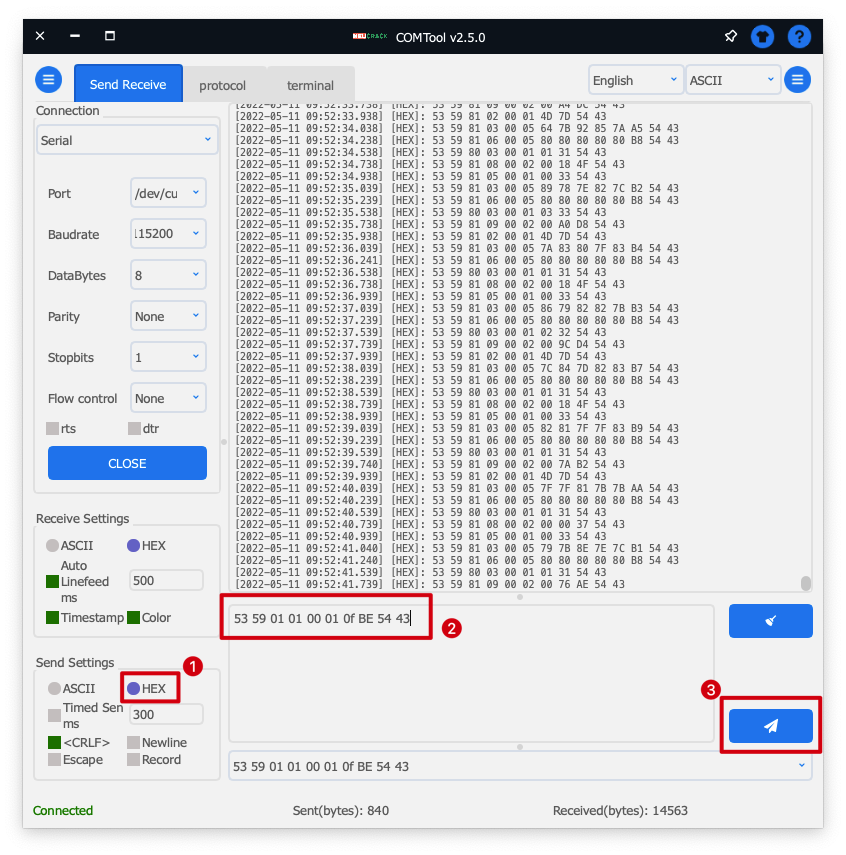 COMTool v2.5.0
Send Receive
protocol
terminal
English
ASCII
Connection
Serial
Port
/dev/cu
Baudrate
115200
DataBytes
8
Parity
None
Stopbits
1
Flow control
None
rts
dtr
CLOSE
Receive Settings
ASCII
HEX
Auto
Linefeed
ms
500
Timestamp
Color
Send Settings
1
ASCII
HEX
Timed Sen
ms
300
<CRLF>
Newline
Escape
Record
[2022-05-11 09:52:33.738] [HEX]: 53 59 81 09 00 02 00 A4 DC 54 43
[2022-05-11 09:52:33.938] [HEX]: 53 59 81 02 00 01 4D 7D 54 43
[2022-05-11 09:52:34.038] [HEX]: 53 59 81 03 00 05 64 7B 92 85 7A A5 54 43
[2022-05-11 09:52:34.238] [HEX]: 53 59 81 06 00 05 80 80 80 80 80 B8 54 43
[2022-05-11 09:52:34.538] [HEX]: 53 59 80 03 00 01 01 31 54 43
[2022-05-11 09:52:34.738] [HEX]: 53 59 81 08 00 02 00 18 4F 54 43
[2022-05-11 09:52:34.938] [HEX]: 53 59 81 05 00 01 00 33 54 43
[2022-05-11 09:52:35.039] [HEX]: 53 59 81 03 00 05 89 78 7E 82 7C B2 54 43
[2022-05-11 09:52:35.239] [HEX]: 53 59 81 06 00 05 80 80 80 80 80 B8 54 43
[2022-05-11 09:52:35.538] [HEX]: 53 59 80 03 00 01 03 33 54 43
[2022-05-11 09:52:35.738] [HEX]: 53 59 81 09 00 02 00 A0 D8 54 43
[2022-05-11 09:52:35.938] [HEX]: 53 59 81 02 00 01 4D 7D 54 43
[2022-05-11 09:52:36.039] [HEX]: 53 59 81 03 00 05 7A 83 80 7F 83 B4 54 43
[2022-05-11 09:52:36.241] [HEX]: 53 59 81 06 00 05 80 80 80 80 80 B8 54 43
[2022-05-11 09:52:36.538] [HEX]: 53 59 80 03 00 01 01 31 54 43
[2022-05-11 09:52:36.738] [HEX]: 53 59 81 08 00 02 00 18 4F 54 43
[2022-05-11 09:52:36.939] [HEX]: 53 59 81 05 00 01 00 33 54 43
[2022-05-11 09:52:37.039] [HEX]: 53 59 81 03 00 05 86 79 82 82 7B B3 54 43
[2022-05-11 09:52:37.239] [HEX]: 53 59 81 06 00 05 80 80 80 80 80 B8 54 43
[2022-05-11 09:52:37.539] [HEX]: 53 59 80 03 00 01 02 32 54 43
[2022-05-11 09:52:37.739] [HEX]: 53 59 81 09 00 02 00 9C D4 54 43
[2022-05-11 09:52:37.939] [HEX]: 53 59 81 02 00 01 4D 7D 54 43
[2022-05-11 09:52:38.039] [HEX]: 53 59 81 03 00 05 7C 84 7D 82 83 B7 54 43
[2022-05-11 09:52:38.239] [HEX]: 53 59 81 06 00 05 80 80 80 80 80 B8 54 43
[2022-05-11 09:52:38.539] [HEX]: 53 59 80 03 00 01 01 31 54 43
[2022-05-11 09:52:38.739] [HEX]: 53 59 81 08 00 02 00 18 4F 54 43
[2022-05-11 09:52:38.939] [HEX]: 53 59 81 05 00 01 00 33 54 43
[2022-05-11 09:52:39.039] [HEX]: 53 59 81 03 00 05 82 81 7F 7F 83 B9 54 43
[2022-05-11 09:52:39.239] [HEX]: 53 59 81 06 00 05 80 80 80 80 80 B8 54 43
[2022-05-11 09:52:39.539] [HEX]: 53 59 80 03 00 01 01 31 54 43
[2022-05-11 09:52:39.740] [HEX]: 53 59 81 09 00 02 00 7A B2 54 43
[2022-05-11 09:52:39.939] [HEX]: 53 59 81 02 00 01 4D 7D 54 43
[2022-05-11 09:52:40.039] [HEX]: 53 59 81 03 00 05 7F 7F 81 7B 7B AA 54 43
[2022-05-11 09:52:40.239] [HEX]: 53 59 81 06 00 05 80 80 80 80 80 B8 54 43
[2022-05-11 09:52:40.539] [HEX]: 53 59 80 03 00 01 01 31 54 43
[2022-05-11 09:52:40.739] [HEX]: 53 59 81 08 00 02 00 00 37 54 43
[2022-05-11 09:52:40.939] [HEX]: 53 59 81 05 00 01 00 33 54 43
[2022-05-11 09:52:41.040] [HEX]: 53 59 81 03 00 05 79 7B 8E 7E 7C B1 54 43
[2022-05-11 09:52:41.240] [HEX]: 53 59 81 06 00 05 80 80 80 80 80 B8 54 43
[2022-05-11 09:52:41.539] [HEX]: 53 59 80 03 00 01 01 31 54 43
[2022-05-11 09:52:41.739] [HEX]: 53 59 81 09 00 02 00 76 AE 54 43
53 59 01 01 00 01 0f BE 54 43
2
3
53 59 01 01 00 01 0f BE 54 43
Connected
Sent(bytes): 840
Received(bytes): 14563